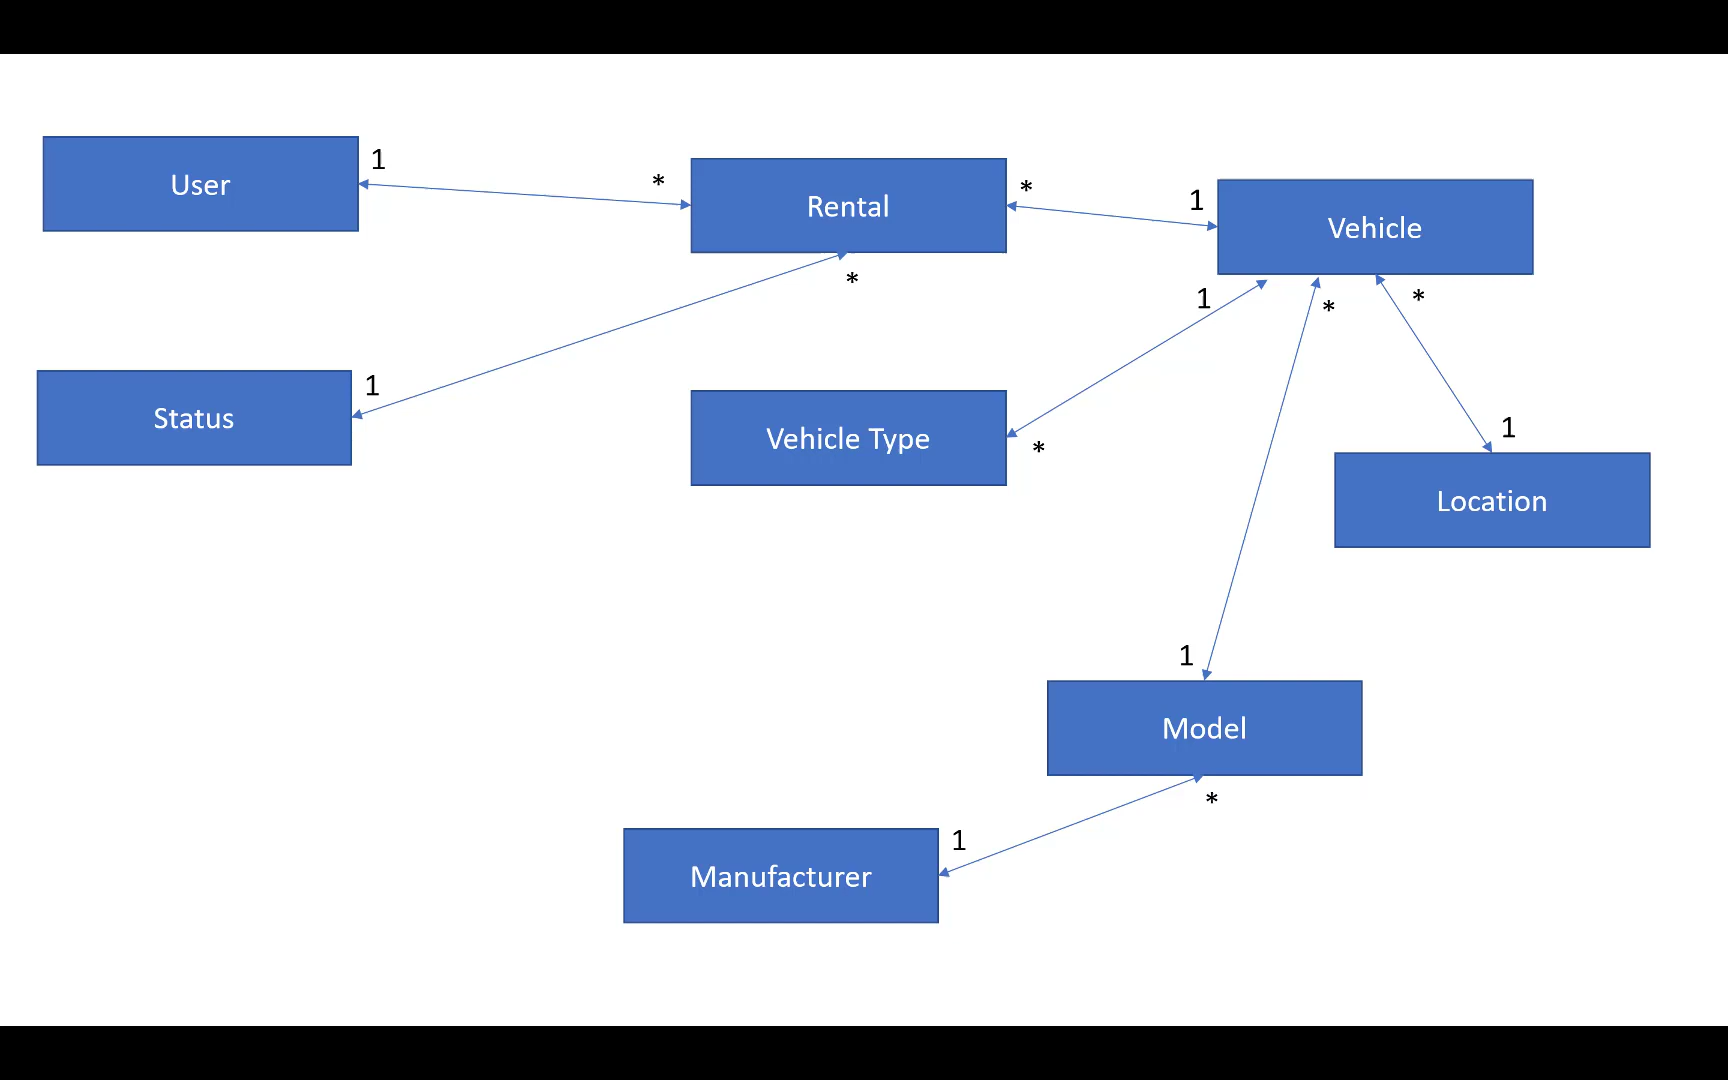 User
1
*
Rental
*
1
Vehicle
*
1
*
*
Status
1
Vehicle Type
*
1
Location
1
Model
*
Manufacturer
1